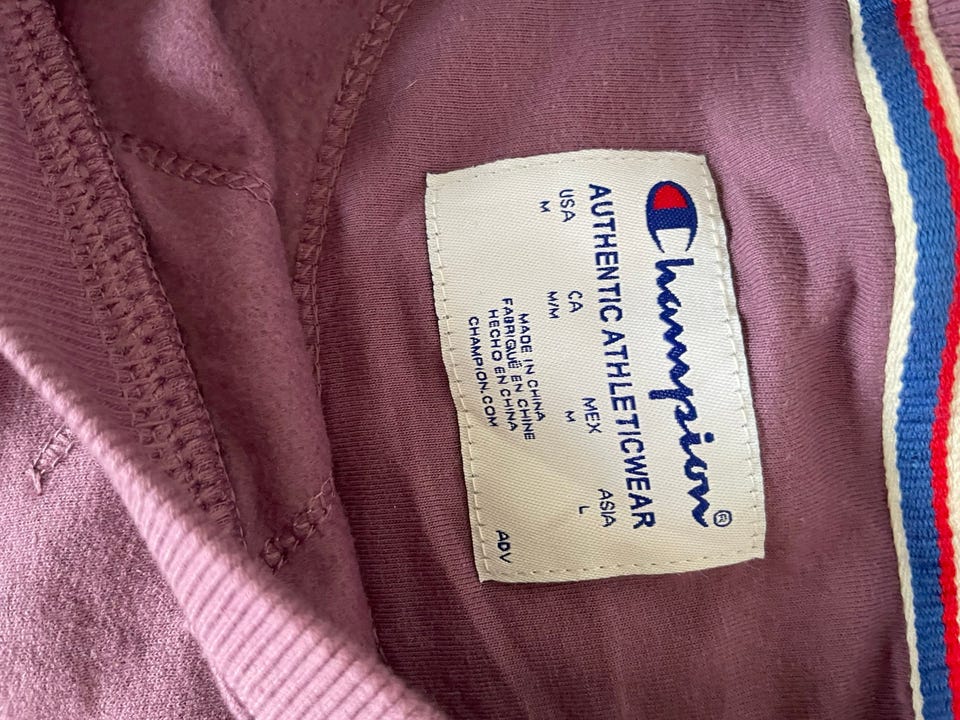 Champion®
AUTHENTIC ATHLETICWEAR
USA CA MEX ASIA
M M/M M L
MADE IN CHINA
FABRIQUÉ EN CHINE
HECHO EN CHINA
CHAMPION.COM ADV